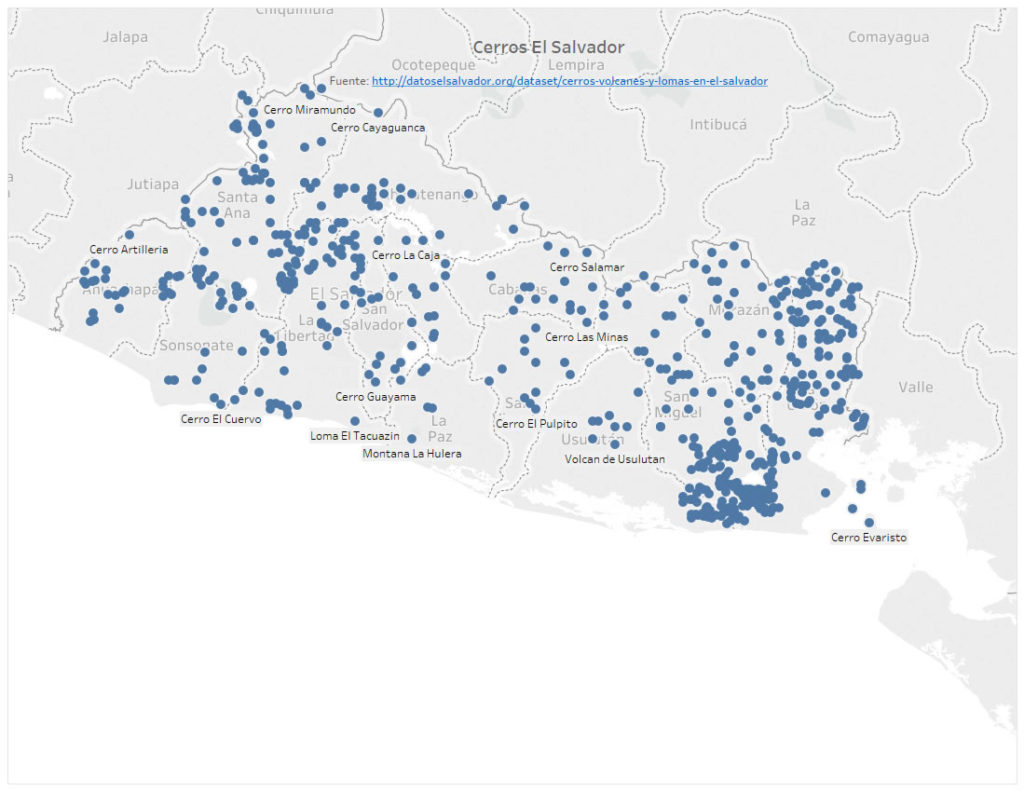 Chiquimula
Jalapa
Comayagua
Cerros El Salvador
Ocotepeque
Lempira
Fuente: http://datoselsalvador.org/dataset/cerros-volcanes-y-lomas-en-el-salvador
Cerro Miramundo
Cerro Cayaguanca
Intibucá
Jutiapa
Santa
Ana
La
Paz
Cerro Artilleria
Cerro La Caja
Cerro Salamar
El Salvador
San
Salvador
La
Libertad
Morazán
Sonsonate
Cerro Las Minas
Valle
Cerro Guayama
San
Miguel
Cerro El Cuervo
Cerro El Pulpito
La
Paz
Loma El Tacuazin
Usulután
Montana La Hulera
Volcan de Usulutan
Cerro Evaristo